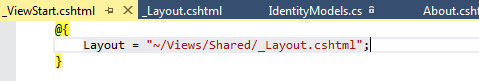 _ViewStart.cshtml _Layout.cshtml IdentityModels.cs About.csht
@{
Layout = "~/Views/Shared/_Layout.cshtml";
}